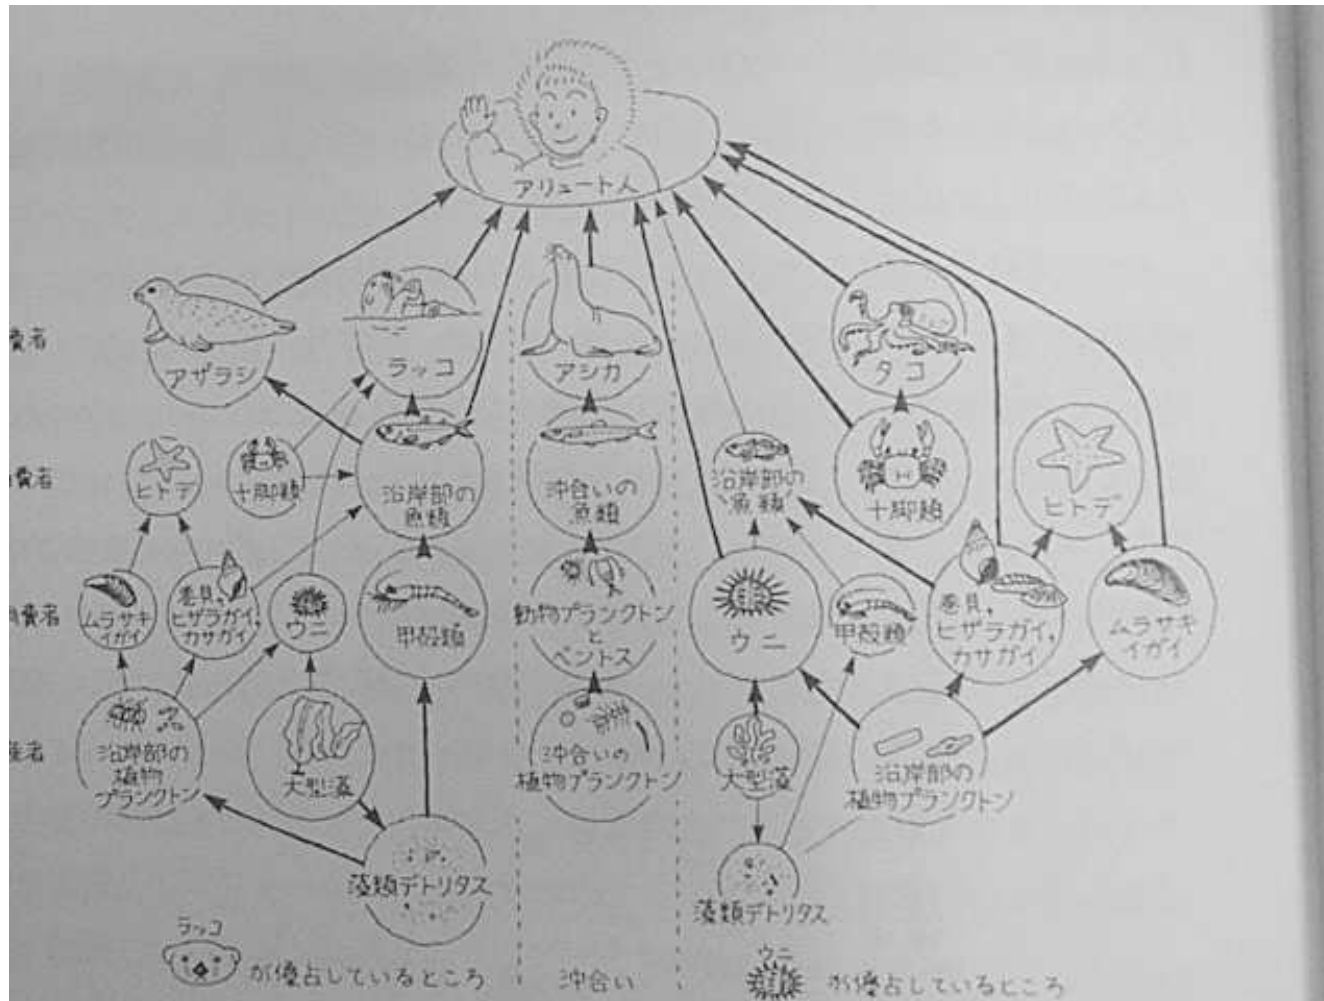 アリュート人
費者
アザラシ
ラッコ
アシカ
タコ
費者
ヒトデ
十脚類
沿岸部の
魚類
沖合いの
魚類
沿岸部の
魚類
十脚類
ヒトデ
費者
ムラサキ
イガイ
巻貝,
ヒザラガイ,
カサガイ
ウニ
甲殻類
動物プランクトン
と
ベントス
ウニ
甲殻類
巻貝,
ヒザラガイ,
カサガイ
ムラサキ
イガイ
産者
沿岸部の
植物
プランクトン
大型藻
沖合いの
植物プランクトン
大型藻
沿岸部の
植物プランクトン
藻類デトリタス
藻類デトリタス
ラッコ
が優占しているところ
沖合い
ウニ
が優占しているところ